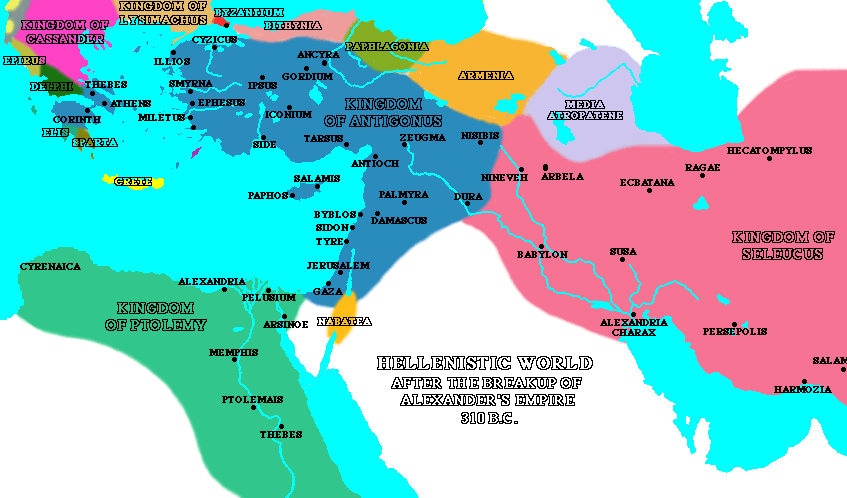 KINGDOM OF
LYSIMACHUS
BYZANTIUM
KINGDOM OF
CASSANDER
BITHYNIA
CYZICUS
PAPHLAGONIA
EPIRUS
ILLIOS
ANCYRA
GORDIUM
ARMENIA
DELPHI
THEBES
SMYRNA
IPSUS
ATHENS
EPHESUS
KINGDOM
OF ANTIGONUS
MEDIA
ATROPATENE
CORINTH
MILETUS
ICONIUM
ELIS
SPARTA
SIDE
TARSUS
ZEUGMA
NISIBIS
HECATOMPYLUS
ANTIOCH
RAGAE
CRETE
SALAMIS
NINEVEH
ARBELA
ECBATANA
PAPHOS
PALMYRA
DURA
BYBLOS
DAMASCUS
SIDON
TYRE
KINGDOM OF
SELEUCUS
BABYLON
SUSA
CYRENAICA
JERUSALEM
ALEXANDRIA
PELUSIUM
GAZA
KINGDOM
OF PTOLEMY
ARSINOE
NABATEA
ALEXANDRIA
CHARAX
PERSEPOLIS
MEMPHIS
HELLENISTIC WORLD
AFTER THE BREAKUP OF
ALEXANDER'S EMPIRE
310 B.C.
SALAM
HARMOZIA
PTOLEMAIS
THEBES